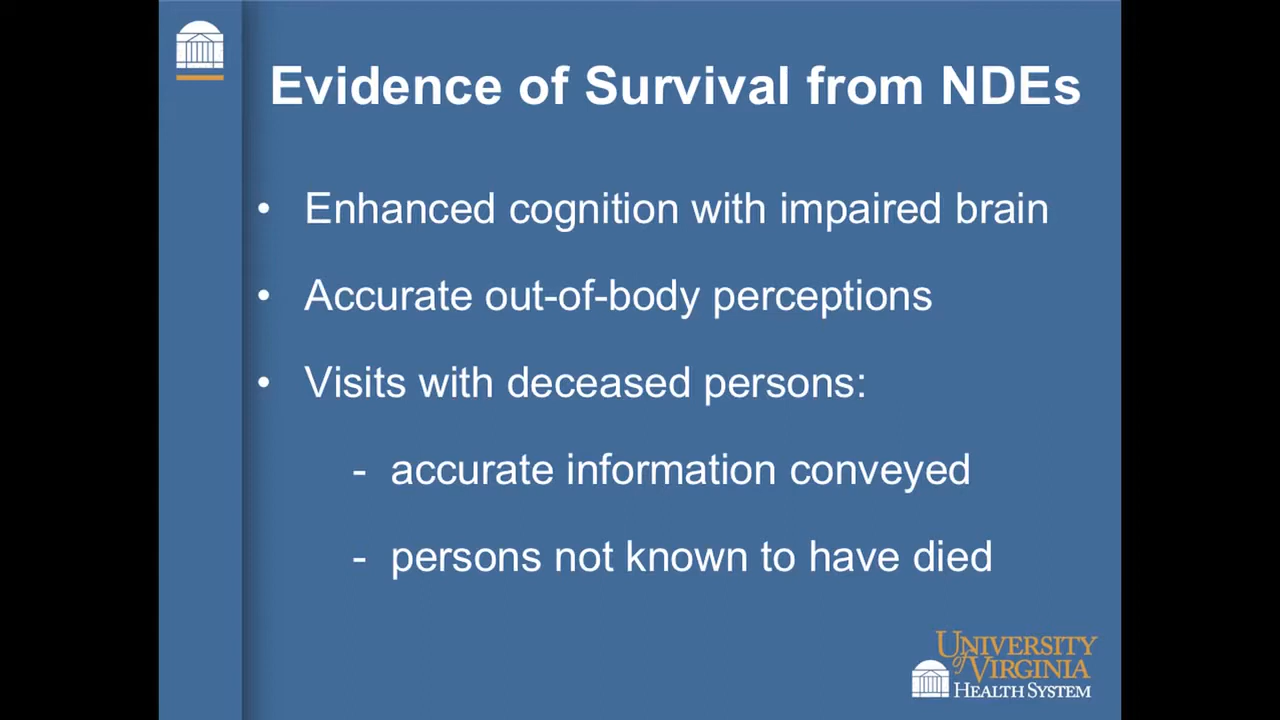 Evidence of Survival from NDEs
• Enhanced cognition with impaired brain
• Accurate out-of-body perceptions
• Visits with deceased persons:
- accurate information conveyed
- persons not known to have died
UNIVERSITY
of VIRGINIA
HEALTH SYSTEM